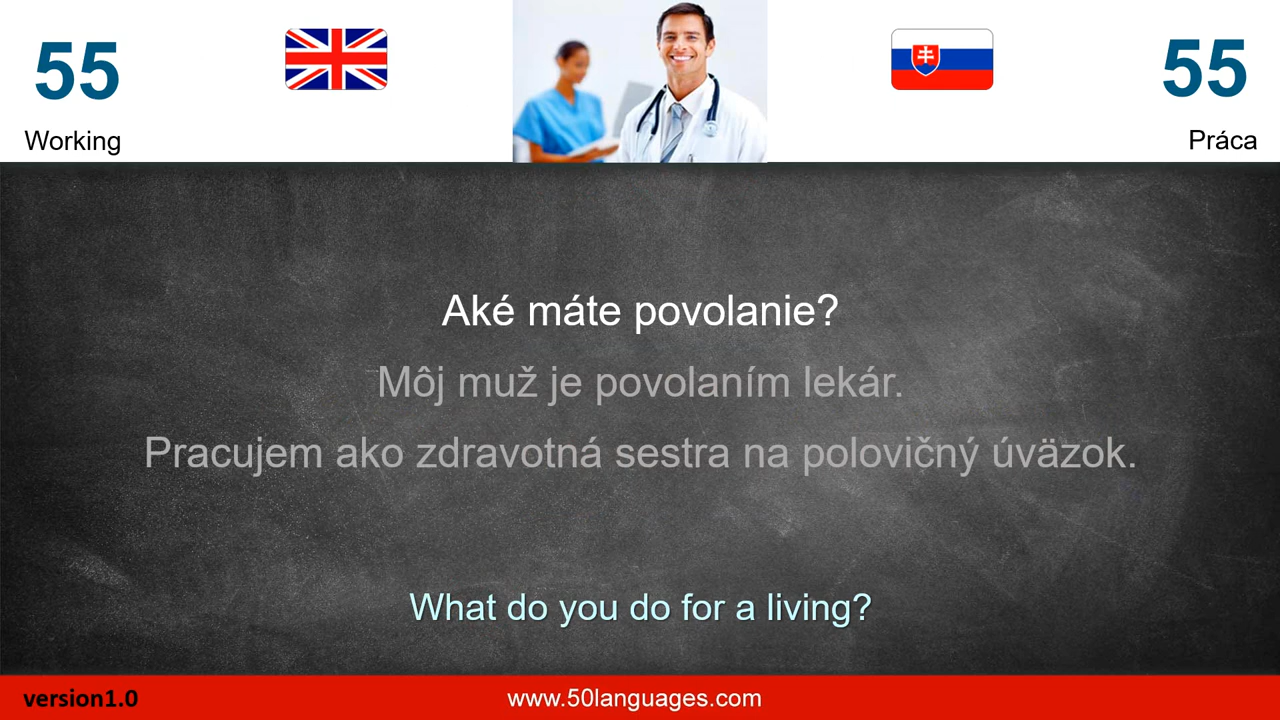 55
55
Working
Práca
Aké máte povolanie?
Môj muž je povolaním lekár.
Pracujem ako zdravotná sestra na polovičný úväzok.
What do you do for a living?
version1.0
www.50languages.com